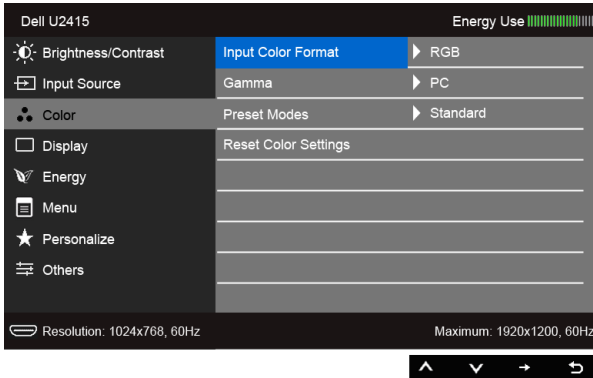 Dell U2415 Energy Use
Brightness/Contrast Input Color Format RGB
Input Source Gamma PC
Color Preset Modes Standard
Display Reset Color Settings
Energy
Menu
Personalize
Others
Resolution: 1024x768, 60Hz Maximum: 1920x1200, 60Hz